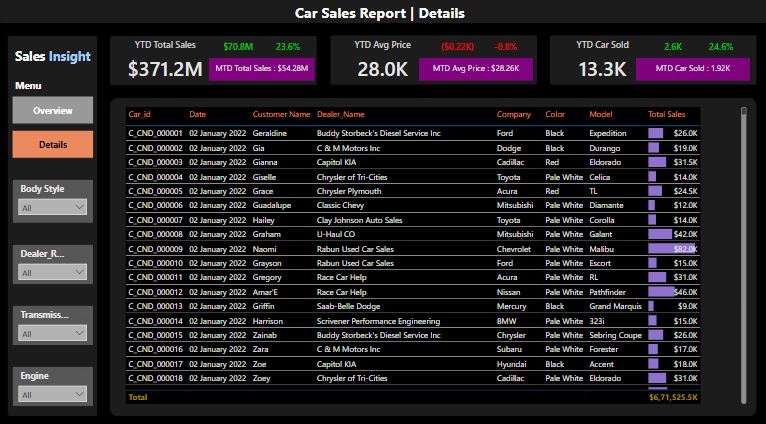 Car Sales Report | Details
Sales Insight
Menu
Overview
Details
Body Style
All
Dealer_R...
All
Transmiss...
All
Engine
All
YTD Total Sales $70.8M 23.6%
$371.2M MTD Total Sales : $54.28M
YTD Avg Price ($0.22K) -0.8%
28.0K MTD Avg Price : $28.26K
YTD Car Sold 2.6K 24.6%
13.3K MTD Car Sold : 1.92K
Car_id Date Customer Name Dealer_Name Company Color Model Total Sales
C_CND_000001 02 January 2022 Geraldine Buddy Storbeck's Diesel Service Inc Ford Black Expedition $26.0K
C_CND_000002 02 January 2022 Gia C & M Motors Inc Dodge Black Durango $19.0K
C_CND_000003 02 January 2022 Gianna Capitol KIA Cadillac Red Eldorado $31.5K
C_CND_000004 02 January 2022 Giselle Chrysler of Tri-Cities Toyota Pale White Celica $14.0K
C_CND_000005 02 January 2022 Grace Chrysler Plymouth Acura Red TL $24.5K
C_CND_000006 02 January 2022 Guadalupe Classic Chevy Mitsubishi Pale White Diamante $12.0K
C_CND_000007 02 January 2022 Hailey Clay Johnson Auto Sales Toyota Pale White Corolla $14.0K
C_CND_000008 02 January 2022 Graham U-Haul CO Mitsubishi Pale White Galant $42.0K
C_CND_000009 02 January 2022 Naomi Rabun Used Car Sales Chevrolet Pale White Malibu $82.0K
C_CND_000010 02 January 2022 Grayson Rabun Used Car Sales Ford Pale White Escort $15.0K
C_CND_000011 02 January 2022 Gregory Race Car Help Acura Pale White RL $31.0K
C_CND_000012 02 January 2022 Amar'E Race Car Help Nissan Pale White Pathfinder $46.0K
C_CND_000013 02 January 2022 Griffin Saab-Belle Dodge Mercury Black Grand Marquis $9.0K
C_CND_000014 02 January 2022 Harrison Scrivener Performance Engineering BMW Pale White 323i $15.0K
C_CND_000015 02 January 2022 Zainab Buddy Storbeck's Diesel Service Inc Chrysler Pale White Sebring Coupe $26.0K
C_CND_000016 02 January 2022 Zara C & M Motors Inc Subaru Pale White Forester $17.0K
C_CND_000017 02 January 2022 Zoe Capitol KIA Hyundai Black Accent $18.0K
C_CND_000018 02 January 2022 Zoey Chrysler of Tri-Cities Cadillac Pale White Eldorado $31.0K
Total $6,71,525.5K